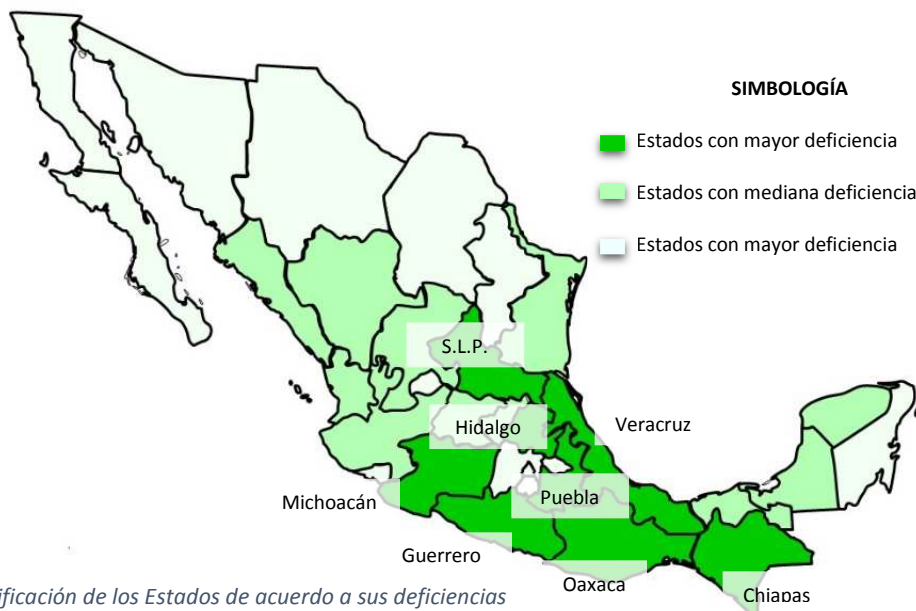 SIMBOLOGÍA
Estados con mayor deficiencia
Estados con mediana deficiencia
Estados con mayor deficiencia
S.L.P.
Hidalgo
Veracruz
Michoacán
Puebla
Guerrero
Oaxaca
Chiapas
ificación de los Estados de acuerdo a sus deficiencias